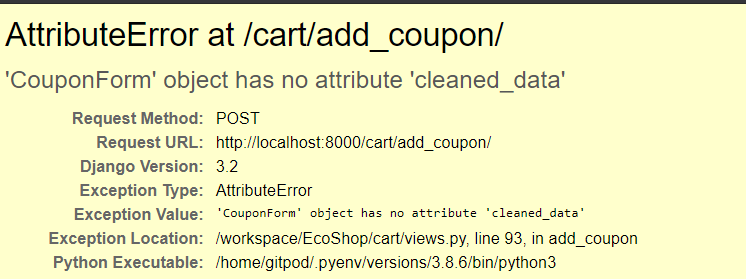 AttributeError at /cart/add_coupon/
'CouponForm' object has no attribute 'cleaned_data'
Request Method: POST
Request URL: http://localhost:8000/cart/add_coupon/
Django Version: 3.2
Exception Type: AttributeError
Exception Value: 'CouponForm' object has no attribute 'cleaned_data'
Exception Location: /workspace/EcoShop/cart/views.py, line 93, in add_coupon
Python Executable: /home/gitpod/.pyenv/versions/3.8.6/bin/python3